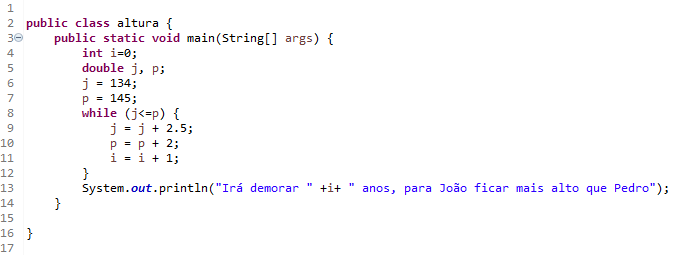 1
2 public class altura {
3 public static void main(String[] args) {
4 int i=0;
5 double j, p;
6 j = 134;
7 p = 145;
8 while (j<=p) {
9 j = j + 2.5;
10 p = p + 2;
11 i = i + 1;
12 }
13 System.out.println("Irá demorar " +i+ " anos, para João ficar mais alto que Pedro");
14 }
15
16 }
17